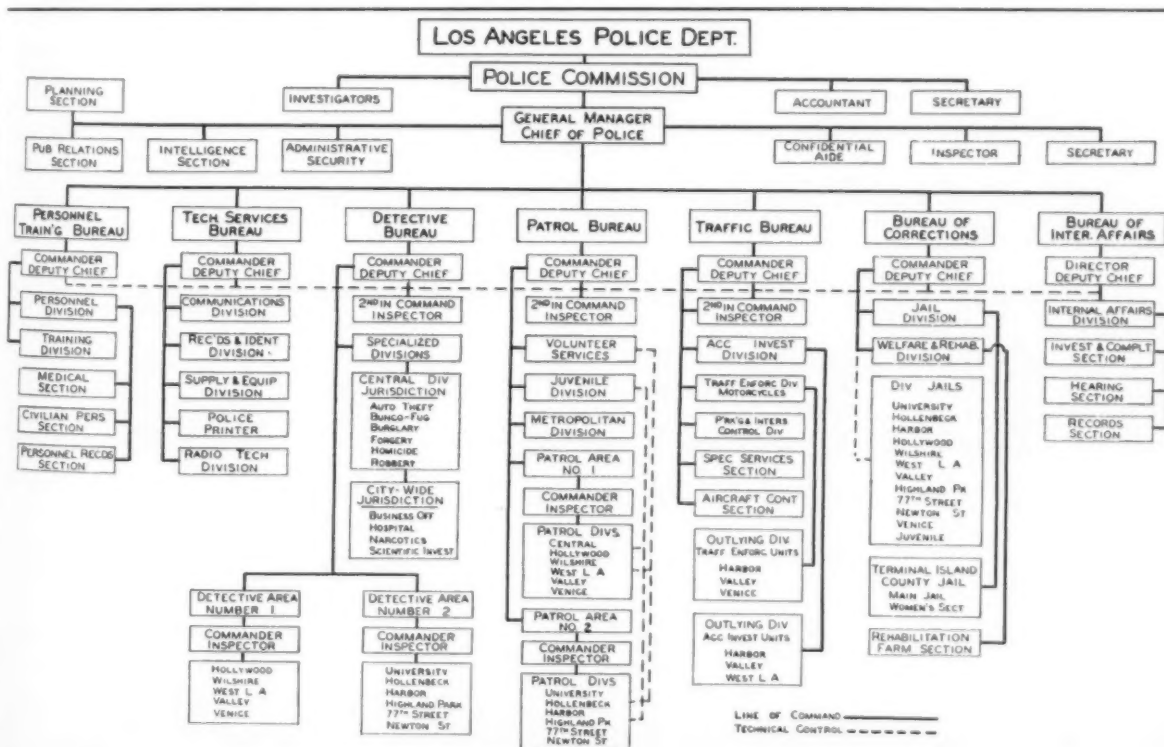 LOS ANGELES POLICE DEPT.
POLICE COMMISSION
PLANNING
SECTION
INVESTIGATORS
ACCOUNTANT
SECRETARY
GENERAL MANAGER
CHIEF OF POLICE
PUB RELATIONS
SECTION
INTELLIGENCE
SECTION
ADMINISTRATIVE
SECURITY
CONFIDENTIAL
AIDE
INSPECTOR
SECRETARY
PERSONNEL
TRAIN'G BUREAU
COMMANDER
DEPUTY CHIEF
PERSONNEL
DIVISION
TRAINING
DIVISION
MEDICAL
SECTION
CIVILIAN PERS
SECTION
PERSONNEL RECDS
SECTION
TECH SERVICES
BUREAU
COMMANDER
DEPUTY CHIEF
COMMUNICATIONS
DIVISION
REC'DS & IDENT
DIVISION
SUPPLY & EQUIP
DIVISION
POLICE
PRINTER
RADIO TECH
DIVISION
DETECTIVE
BUREAU
COMMANDER
DEPUTY CHIEF
2ND IN COMMAND
INSPECTOR
SPECIALIZED
DIVISIONS
CENTRAL DIV
JURISDICTION
AUTO THEFT
BUNCO-FUG
BURGLARY
FORGERY
HOMICIDE
ROBBERY
CITY-WIDE
JURISDICTION
BUSINESS OFF
HOSPITAL
NARCOTICS
SCIENTIFIC INVEST
DETECTIVE AREA
NUMBER 1
COMMANDER
INSPECTOR
HOLLYWOOD
WILSHIRE
WEST L A
VALLEY
VENICE
DETECTIVE AREA
NUMBER 2
COMMANDER
INSPECTOR
UNIVERSITY
HOLLENBECK
HARBOR
HIGHLAND PARK
77TH STREET
NEWTON ST
PATROL BUREAU
COMMANDER
DEPUTY CHIEF
2ND IN COMMAND
INSPECTOR
VOLUNTEER
SERVICES
JUVENILE
DIVISION
METROPOLITAN
DIVISION
PATROL AREA
NO. 1
COMMANDER
INSPECTOR
PATROL DIVS
CENTRAL
HOLLYWOOD
WILSHIRE
WEST L A
VALLEY
VENICE
PATROL AREA
NO. 2
COMMANDER
INSPECTOR
PATROL DIVS
UNIVERSITY
HOLLENBECK
HARBOR
HIGHLAND PK
77TH STREET
NEWTON ST
TRAFFIC BUREAU
COMMANDER
DEPUTY CHIEF
2ND IN COMMAND
INSPECTOR
ACC INVEST
DIVISION
TRAFF ENFORC DIV
MOTORCYCLES
P'RK'G & INTERS
CONTROL DIV
SPEC SERVICES
SECTION
AIRCRAFT CONT
SECTION
OUTLYING DIV
TRAFF ENFORC UNITS
HARBOR
VALLEY
VENICE
OUTLYING DIV
ACC INVEST UNITS
HARBOR
VALLEY
WEST L A
BUREAU OF
CORRECTIONS
COMMANDER
DEPUTY CHIEF
JAIL
DIVISION
WELFARE & REHAB.
DIVISION
DIV JAILS
UNIVERSITY
HOLLENBECK
HARBOR
HOLLYWOOD
WILSHIRE
WEST L A
VALLEY
HIGHLAND PK
77TH STREET
NEWTON ST
VENICE
JUVENILE
TERMINAL ISLAND
COUNTY JAIL
MAIN JAIL
WOMEN'S SECT
REHABILITATION
FARM SECTION
BUREAU OF
INTER. AFFAIRS
DIRECTOR
DEPUTY CHIEF
INTERNAL AFFAIRS
DIVISION
INVEST & COMPLT
SECTION
HEARING
SECTION
RECORDS
SECTION
LINE OF COMMAND
TECHNICAL CONTROL